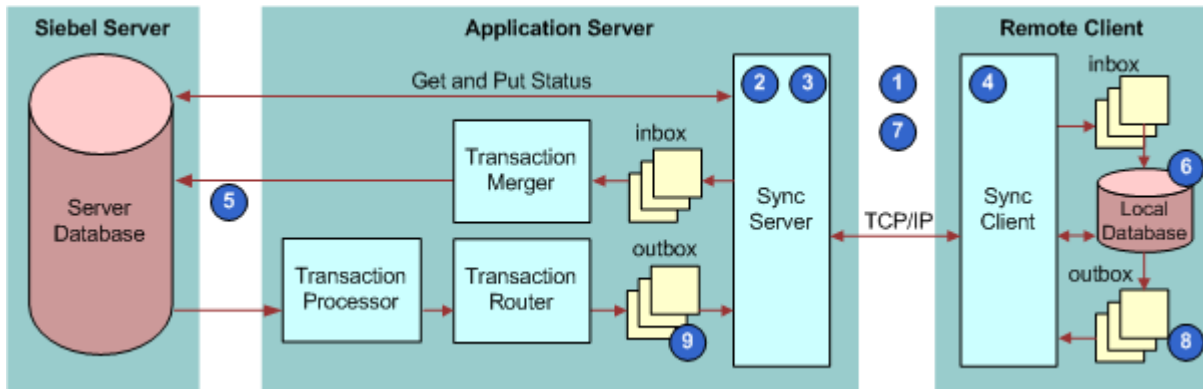 Siebel Server
Application Server
Remote Client
Get and Put Status
2
3
1
7
4
inbox
6
inbox
Transaction
Merger
5
Server
Database
Sync
Server
TCP/IP
Sync
Client
Local
Database
Transaction
Processor
Transaction
Router
outbox
9
outbox
8